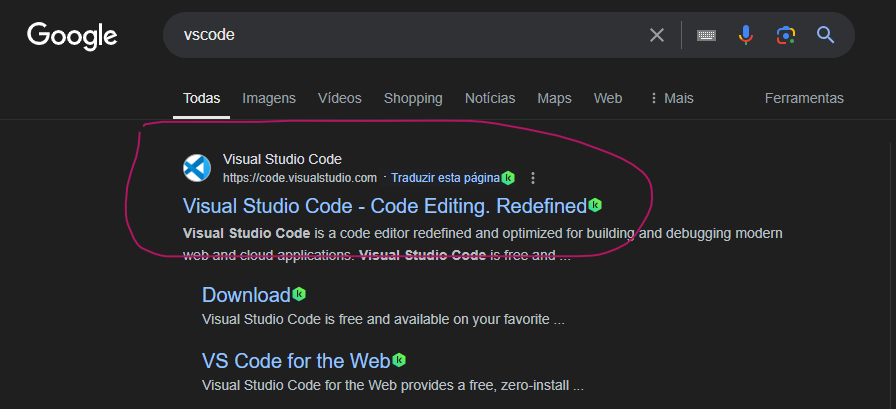 Google
vscode
Todas Imagens Vídeos Shopping Notícias Maps Web Mais Ferramentas
Visual Studio Code
https://code.visualstudio.com · Traduzir esta página
Visual Studio Code - Code Editing. Redefined
Visual Studio Code is a code editor redefined and optimized for building and debugging modern
web and cloud applications. Visual Studio Code is free and ...
Download
Visual Studio Code is free and available on your favorite ...
VS Code for the Web
Visual Studio Code for the Web provides a free, zero-install ...